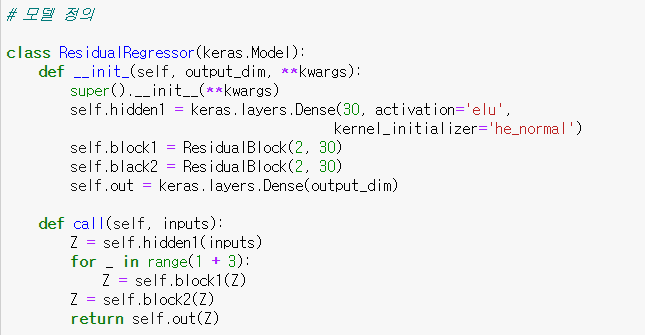 # 모델 정의
class ResidualRegressor(keras.Model):
def __init_(self, output_dim, **kwargs):
super().__init__(**kwargs)
self.hidden1 = keras.layers.Dense(30, activation='elu',
kernel_initializer='he_normal')
self.block1 = ResidualBlock(2, 30)
self.black2 = ResidualBlock(2, 30)
self.out = keras.layers.Dense(output_dim)
def call(self, inputs):
Z = self.hidden1(inputs)
for _ in range(1 + 3):
Z = self.block1(Z)
Z = self.block2(Z)
return self.out(Z)